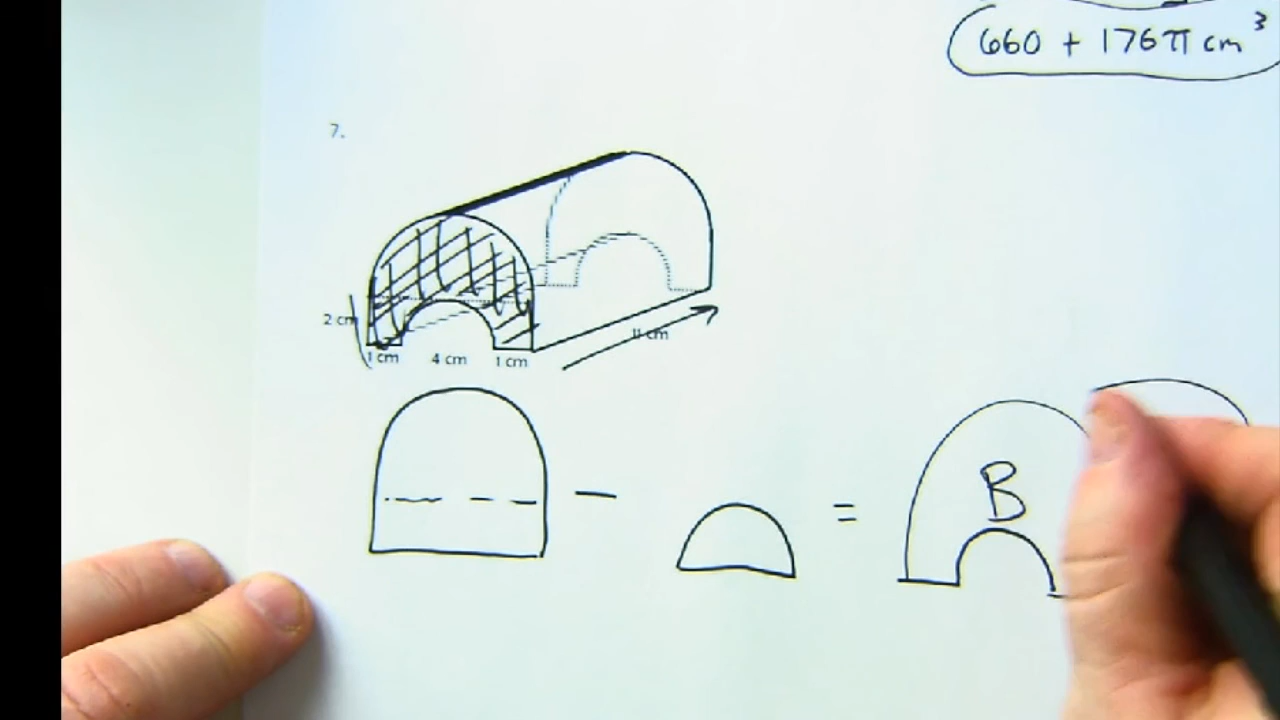 660 + 176π cm³
7.
2 cm
1 cm 4 cm 1 cm
11 cm
− = B